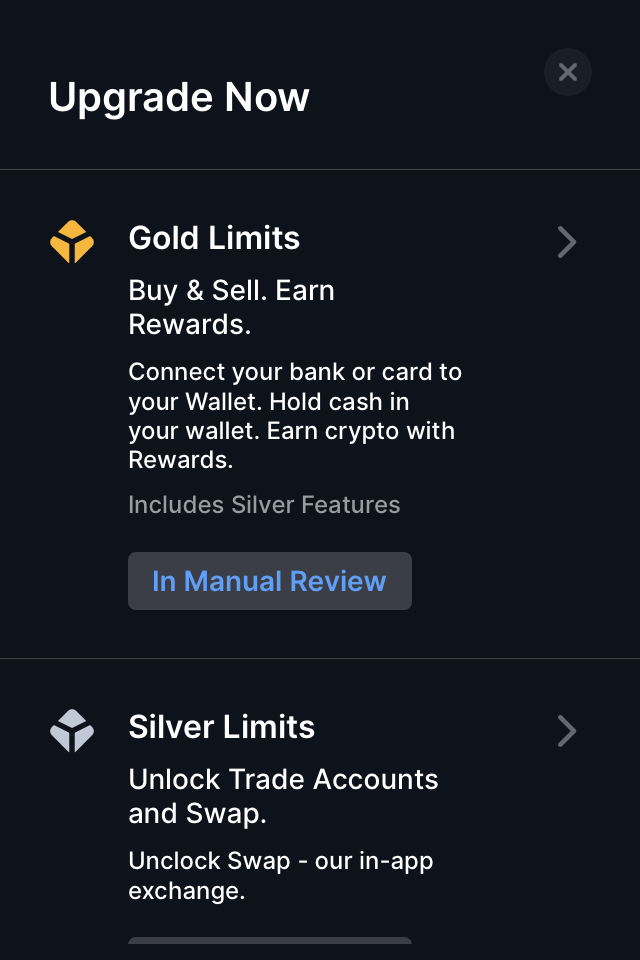 Upgrade Now
Gold Limits
Buy & Sell. Earn
Rewards.
Connect your bank or card to
your Wallet. Hold cash in
your wallet. Earn crypto with
Rewards.
Includes Silver Features
In Manual Review
Silver Limits
Unlock Trade Accounts
and Swap.
Unclock Swap - our in-app
exchange.